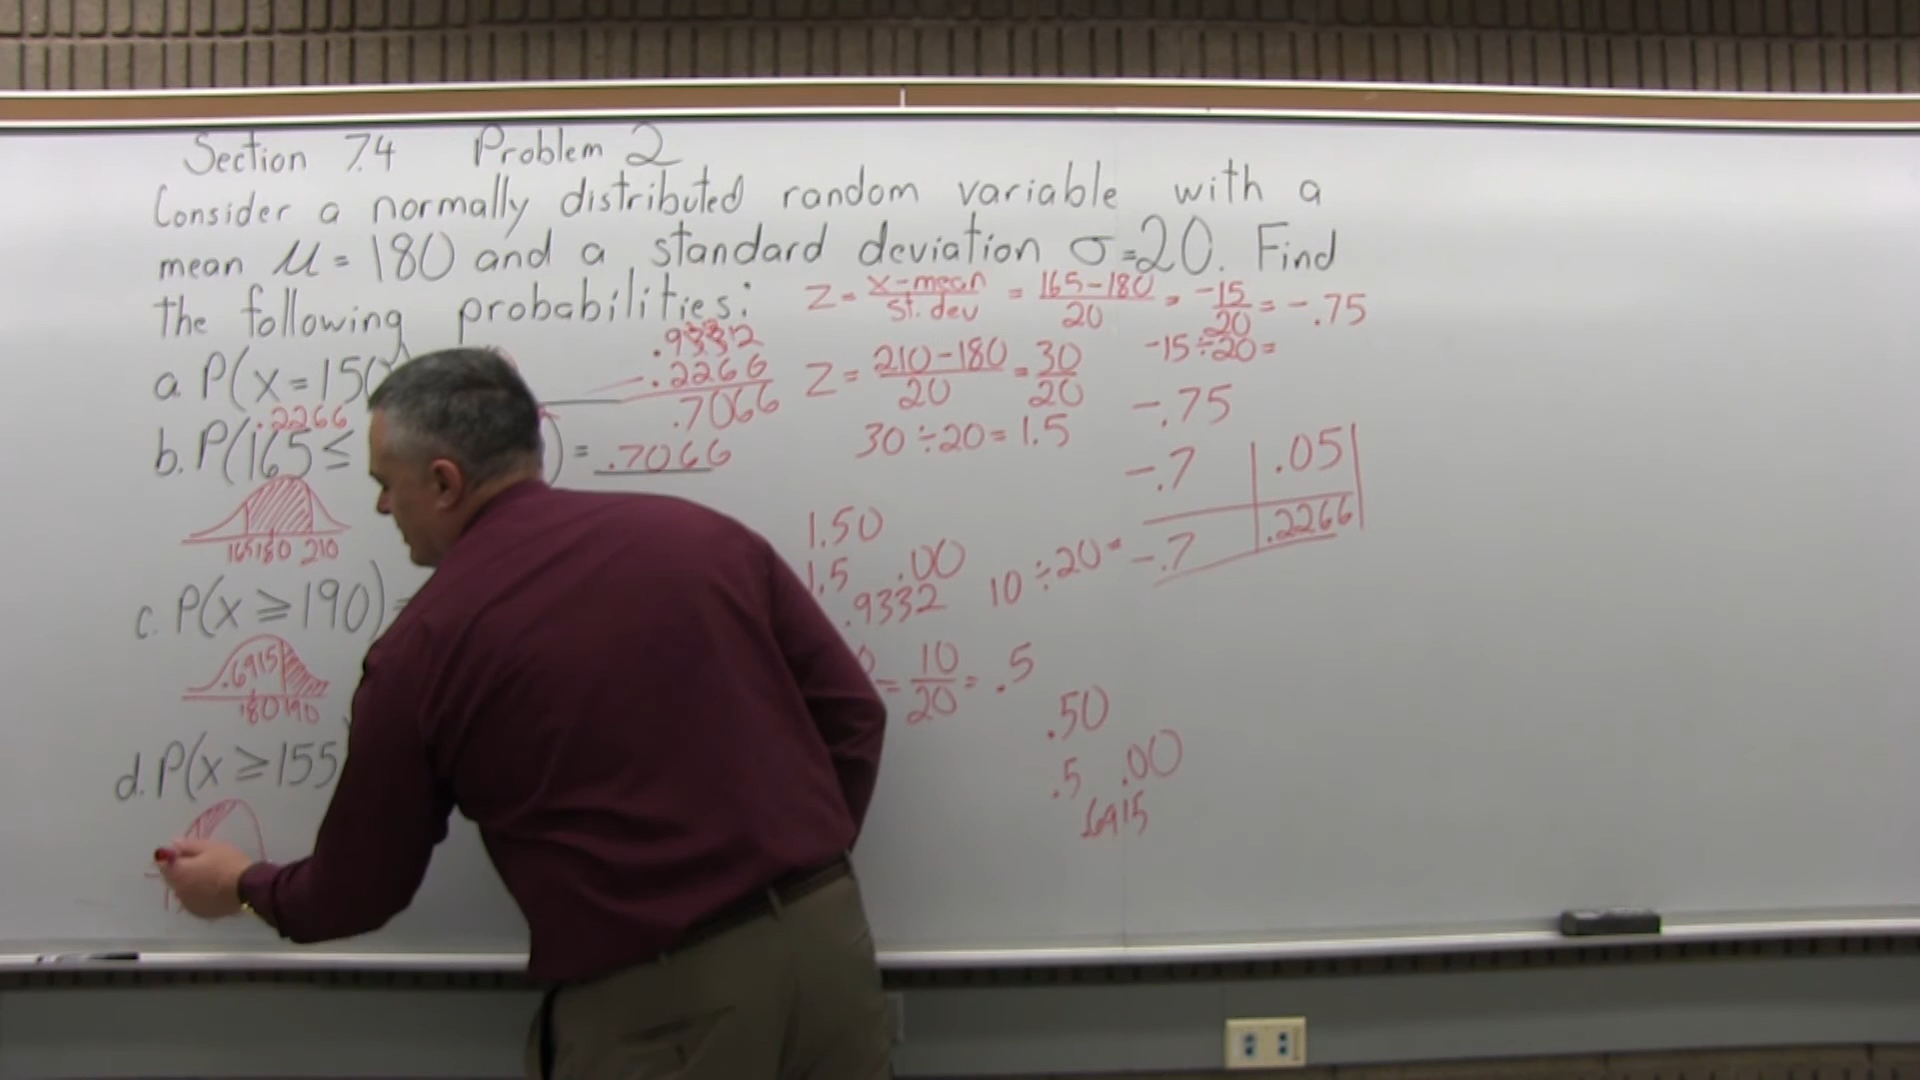 Section 7.4 Problem 2
Consider a normally distributed random variable with a
mean μ = 180 and a standard deviation σ=20. Find
the following probabilities:
a. P(x=150
b. P(165≤ ) = .7066
.2266
165 180 210
c. P(x≥190)=
.6915
180 190
d. P(x≥155
.9332
-.2266
.7066
z = x-mean / st. dev = 165-180 / 20 = -15/20 = -.75
-15÷20=
z = 210-180 / 20 = 30/20
30÷20=1.5
-.75
-.7 .05
-.7 .2266
1.50
1.5 .00
.9332
10÷20=
= 10/20 = .5
.50
.5 .00
.6915